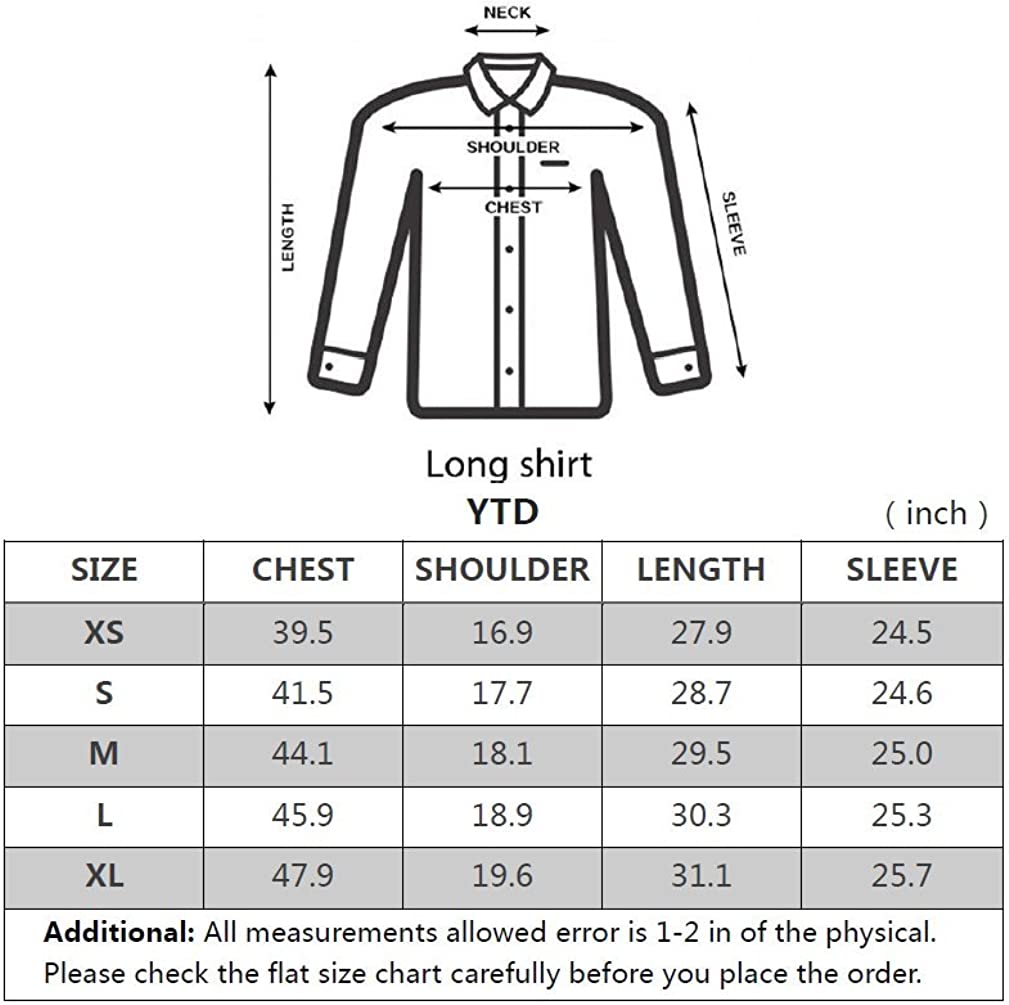 NECK
SHOULDER
CHEST
LENGTH
SLEEVE
Long shirt
YTD ( inch )
SIZE CHEST SHOULDER LENGTH SLEEVE
XS 39.5 16.9 27.9 24.5
S 41.5 17.7 28.7 24.6
M 44.1 18.1 29.5 25.0
L 45.9 18.9 30.3 25.3
XL 47.9 19.6 31.1 25.7
Additional: All measurements allowed error is 1-2 in of the physical.
Please check the flat size chart carefully before you place the order.